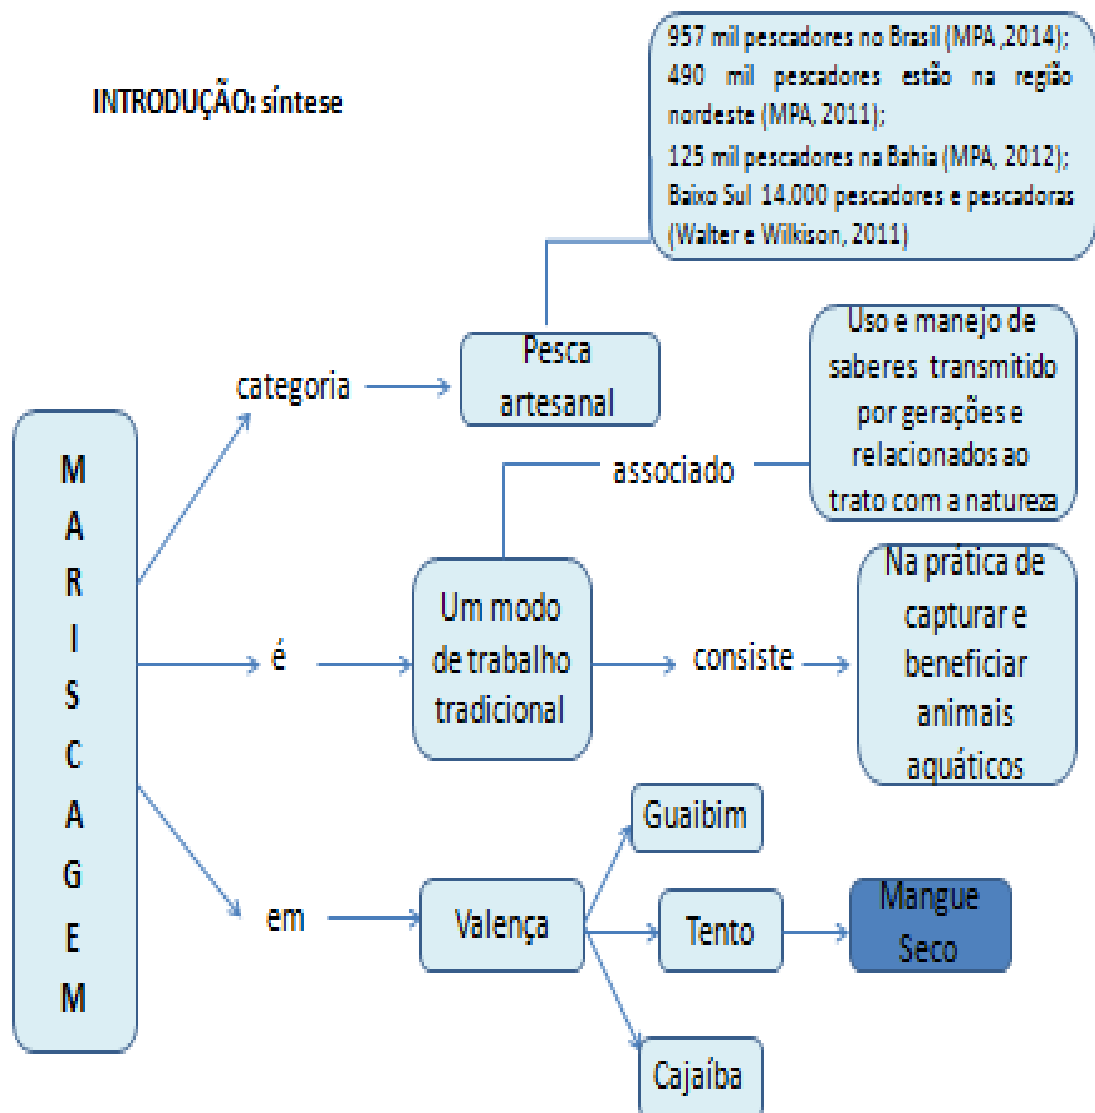 INTRODUÇÃO: síntese
957 mil pescadores no Brasil (MPA ,2014);
490 mil pescadores estão na região
nordeste (MPA, 2011);
125 mil pescadores na Bahia (MPA, 2012);
Baixo Sul 14.000 pescadores e pescadoras
(Walter e Wilkison, 2011)
categoria
Pesca
artesanal
Uso e manejo de
saberes transmitido
por gerações e
relacionados ao
trato com a natureza
associado
M
A
R
I
S
C
A
G
E
M
é
Um modo
de trabalho
tradicional
consiste
Na prática de
capturar e
beneficiar
animais
aquáticos
em
Valença
Guaibim
Tento
Mangue
Seco
Cajaíba